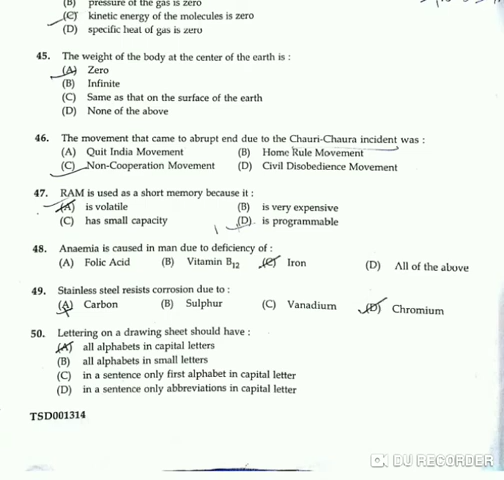 (B) pressure of the gas is zero
(C) kinetic energy of the molecules is zero
(D) specific heat of gas is zero
45. The weight of the body at the center of the earth is :
(A) Zero
(B) Infinite
(C) Same as that on the surface of the earth
(D) None of the above
46. The movement that came to abrupt end due to the Chauri-Chaura incident was :
(A) Quit India Movement (B) Home Rule Movement
(C) Non-Cooperation Movement (D) Civil Disobedience Movement
47. RAM is used as a short memory because it :
(A) is volatile (B) is very expensive
(C) has small capacity (D) is programmable
48. Anaemia is caused in man due to deficiency of :
(A) Folic Acid (B) Vitamin B12 (C) Iron (D) All of the above
49. Stainless steel resists corrosion due to :
(A) Carbon (B) Sulphur (C) Vanadium (D) Chromium
50. Lettering on a drawing sheet should have :
(A) all alphabets in capital letters
(B) all alphabets in small letters
(C) in a sentence only first alphabet in capital letter
(D) in a sentence only abbreviations in capital letter
TSD001314
DU RECORDER